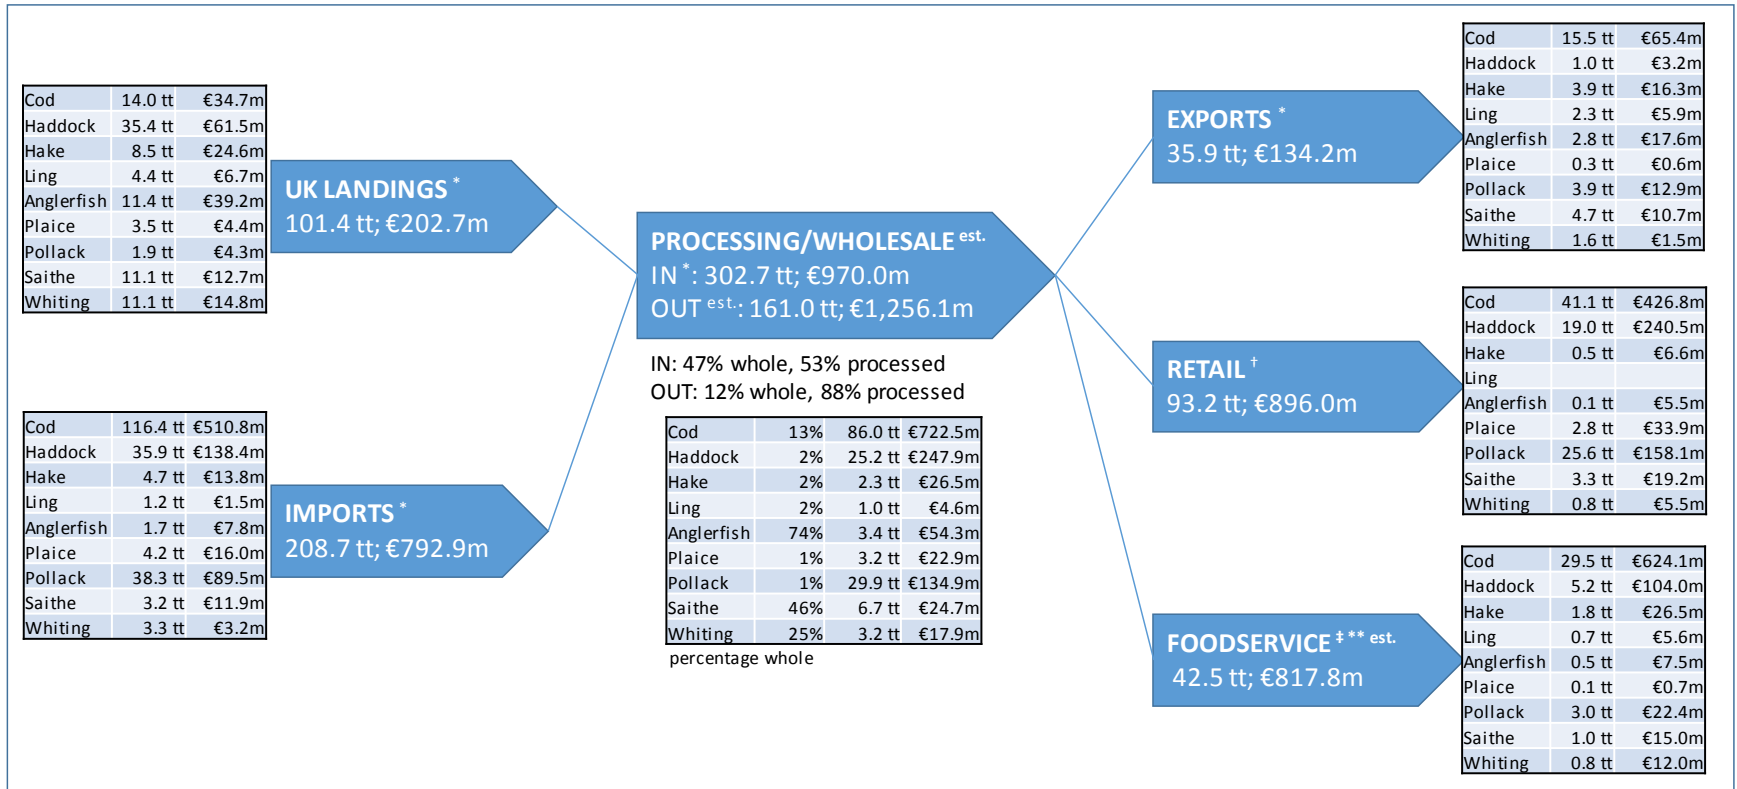 Cod 14.0 tt €34.7m
Haddock 35.4 tt €61.5m
Hake 8.5 tt €24.6m
Ling 4.4 tt €6.7m
Anglerfish 11.4 tt €39.2m
Plaice 3.5 tt €4.4m
Pollack 1.9 tt €4.3m
Saithe 11.1 tt €12.7m
Whiting 11.1 tt €14.8m
UK LANDINGS *
101.4 tt; €202.7m
Cod 116.4 tt €510.8m
Haddock 35.9 tt €138.4m
Hake 4.7 tt €13.8m
Ling 1.2 tt €1.5m
Anglerfish 1.7 tt €7.8m
Plaice 4.2 tt €16.0m
Pollack 38.3 tt €89.5m
Saithe 3.2 tt €11.9m
Whiting 3.3 tt €3.2m
IMPORTS *
208.7 tt; €792.9m
PROCESSING/WHOLESALE est.
IN *: 302.7 tt; €970.0m
OUT est.: 161.0 tt; €1,256.1m
IN: 47% whole, 53% processed
OUT: 12% whole, 88% processed
Cod 13% 86.0 tt €722.5m
Haddock 2% 25.2 tt €247.9m
Hake 2% 2.3 tt €26.5m
Ling 2% 1.0 tt €4.6m
Anglerfish 74% 3.4 tt €54.3m
Plaice 1% 3.2 tt €22.9m
Pollack 1% 29.9 tt €134.9m
Saithe 46% 6.7 tt €24.7m
Whiting 25% 3.2 tt €17.9m
percentage whole
EXPORTS *
35.9 tt; €134.2m
Cod 15.5 tt €65.4m
Haddock 1.0 tt €3.2m
Hake 3.9 tt €16.3m
Ling 2.3 tt €5.9m
Anglerfish 2.8 tt €17.6m
Plaice 0.3 tt €0.6m
Pollack 3.9 tt €12.9m
Saithe 4.7 tt €10.7m
Whiting 1.6 tt €1.5m
RETAIL †
93.2 tt; €896.0m
Cod 41.1 tt €426.8m
Haddock 19.0 tt €240.5m
Hake 0.5 tt €6.6m
Ling
Anglerfish 0.1 tt €5.5m
Plaice 2.8 tt €33.9m
Pollack 25.6 tt €158.1m
Saithe 3.3 tt €19.2m
Whiting 0.8 tt €5.5m
FOODSERVICE ‡ ** est.
42.5 tt; €817.8m
Cod 29.5 tt €624.1m
Haddock 5.2 tt €104.0m
Hake 1.8 tt €26.5m
Ling 0.7 tt €5.6m
Anglerfish 0.5 tt €7.5m
Plaice 0.1 tt €0.7m
Pollack 3.0 tt €22.4m
Saithe 1.0 tt €15.0m
Whiting 0.8 tt €12.0m